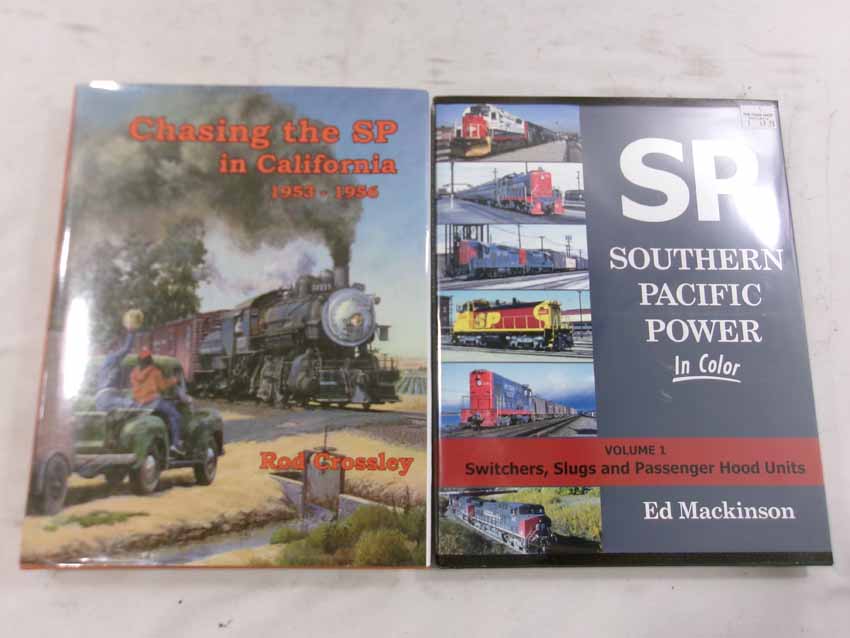 Chasing the SP
in California
1953 - 1956
Rod Crossley
SP
SOUTHERN
PACIFIC
POWER
In Color
VOLUME 1
Switchers, Slugs and Passenger Hood Units
Ed Mackinson
SP